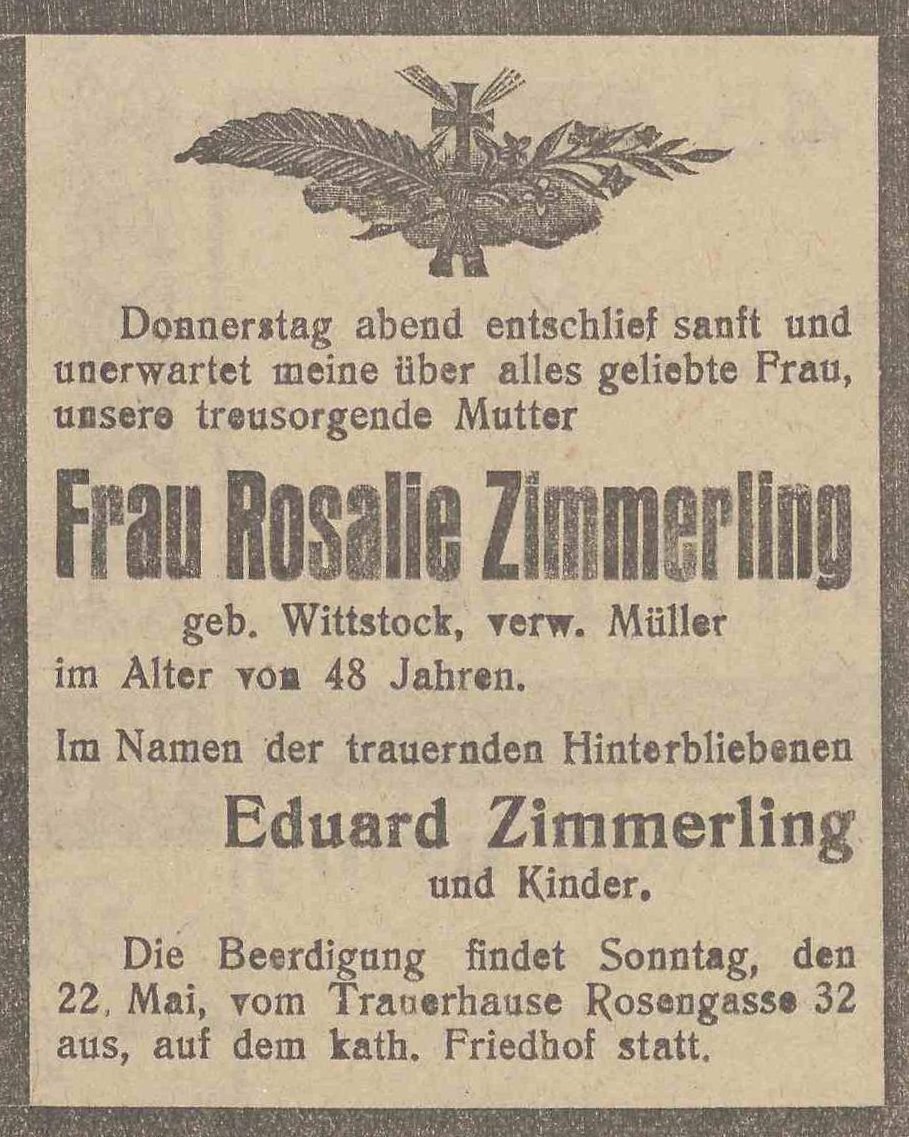 Donnerstag abend entschlief sanft und
unerwartet meine über alles geliebte Frau,
unsere treusorgende Mutter
Frau Rosalie Zimmerling
geb. Wittstock, verw. Müller
im Alter von 48 Jahren.
Im Namen der trauernden Hinterbliebenen
Eduard Zimmerling
und Kinder.
Die Beerdigung findet Sonntag, den
22. Mai, vom Trauerhause Rosengasse 32
aus, auf dem kath. Friedhof statt.